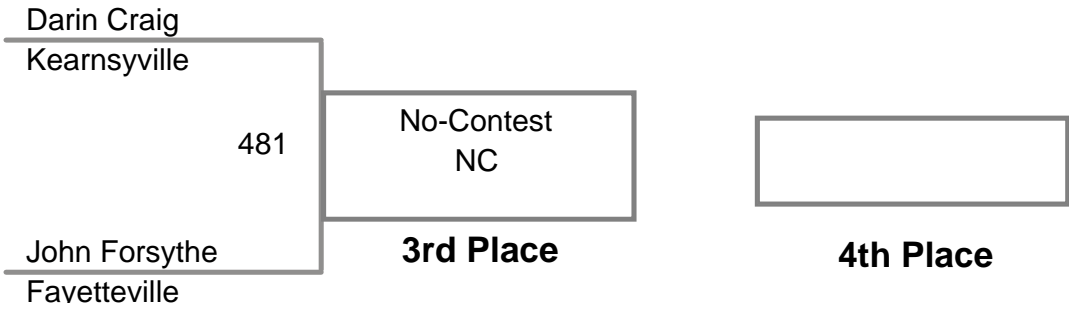 Darin Craig
Kearnsyville
481
No-Contest
NC
3rd Place
4th Place
John Forsythe
Fayetteville